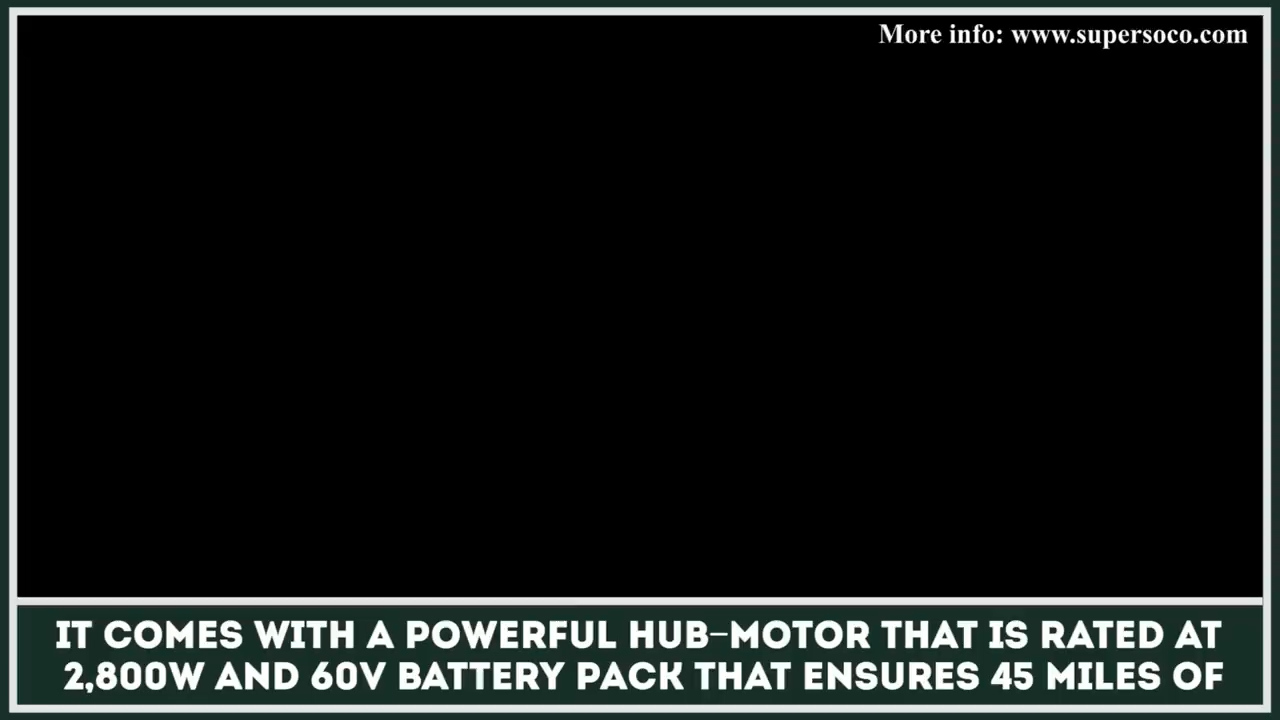 More info: www.supersoco.com
IT COMES WITH A POWERFUL HUB-MOTOR THAT IS RATED AT
2,800W AND 60V BATTERY PACK THAT ENSURES 45 MILES OF